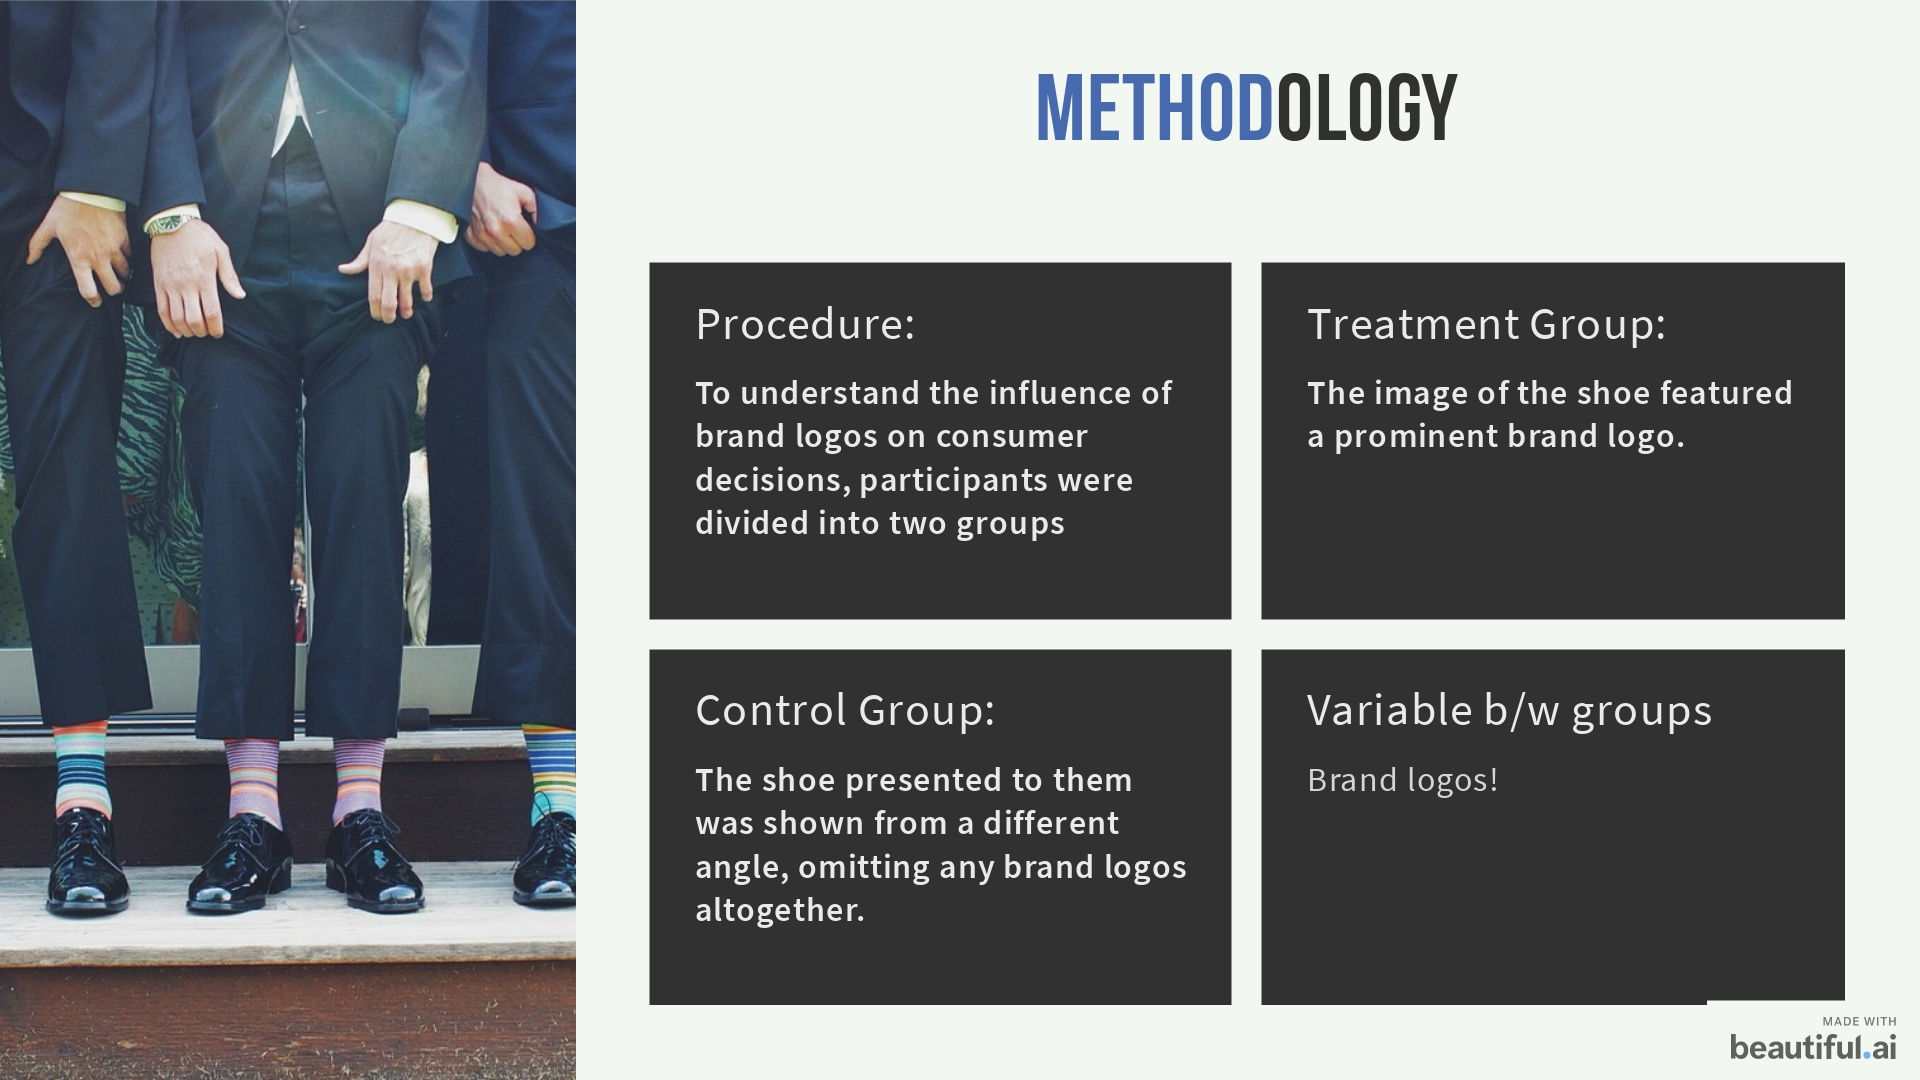 METHODOLOGY
Procedure:
To understand the influence of
brand logos on consumer
decisions, participants were
divided into two groups
Treatment Group:
The image of the shoe featured
a prominent brand logo.
Control Group:
The shoe presented to them
was shown from a different
angle, omitting any brand logos
altogether.
Variable b/w groups
Brand logos!
MADE WITH
beautiful.ai